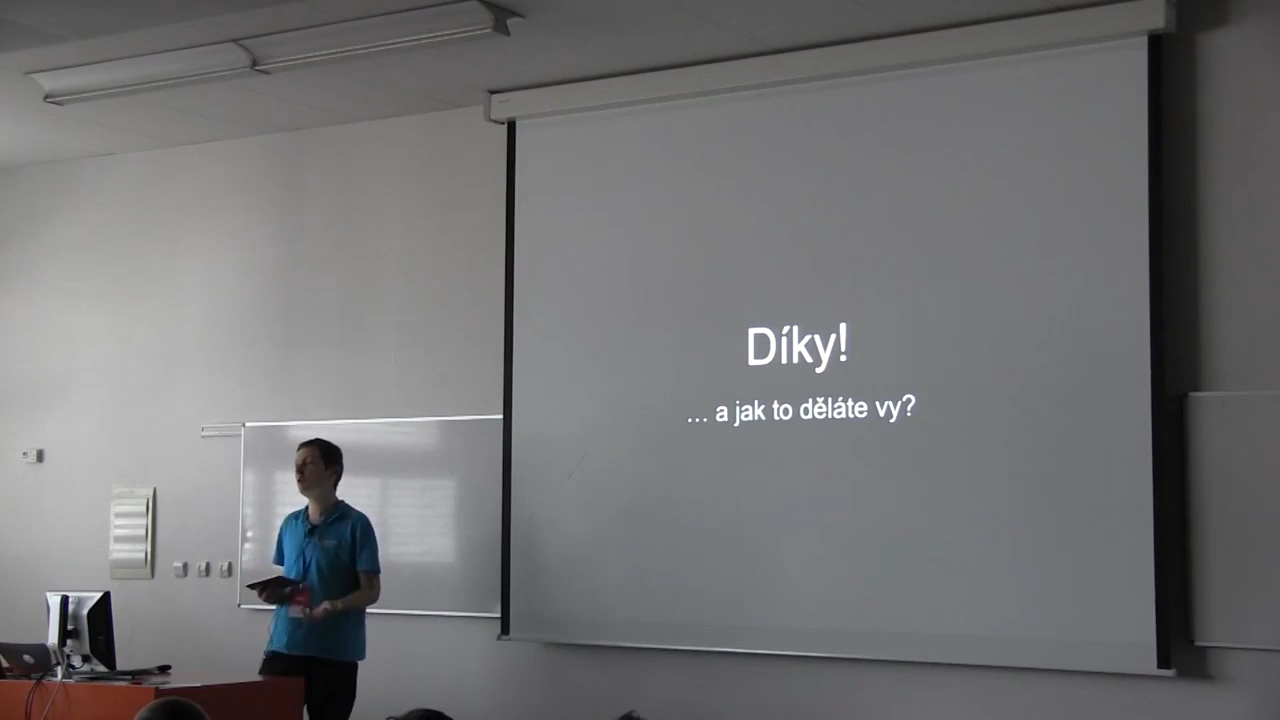 Díky!
… a jak to děláte vy?